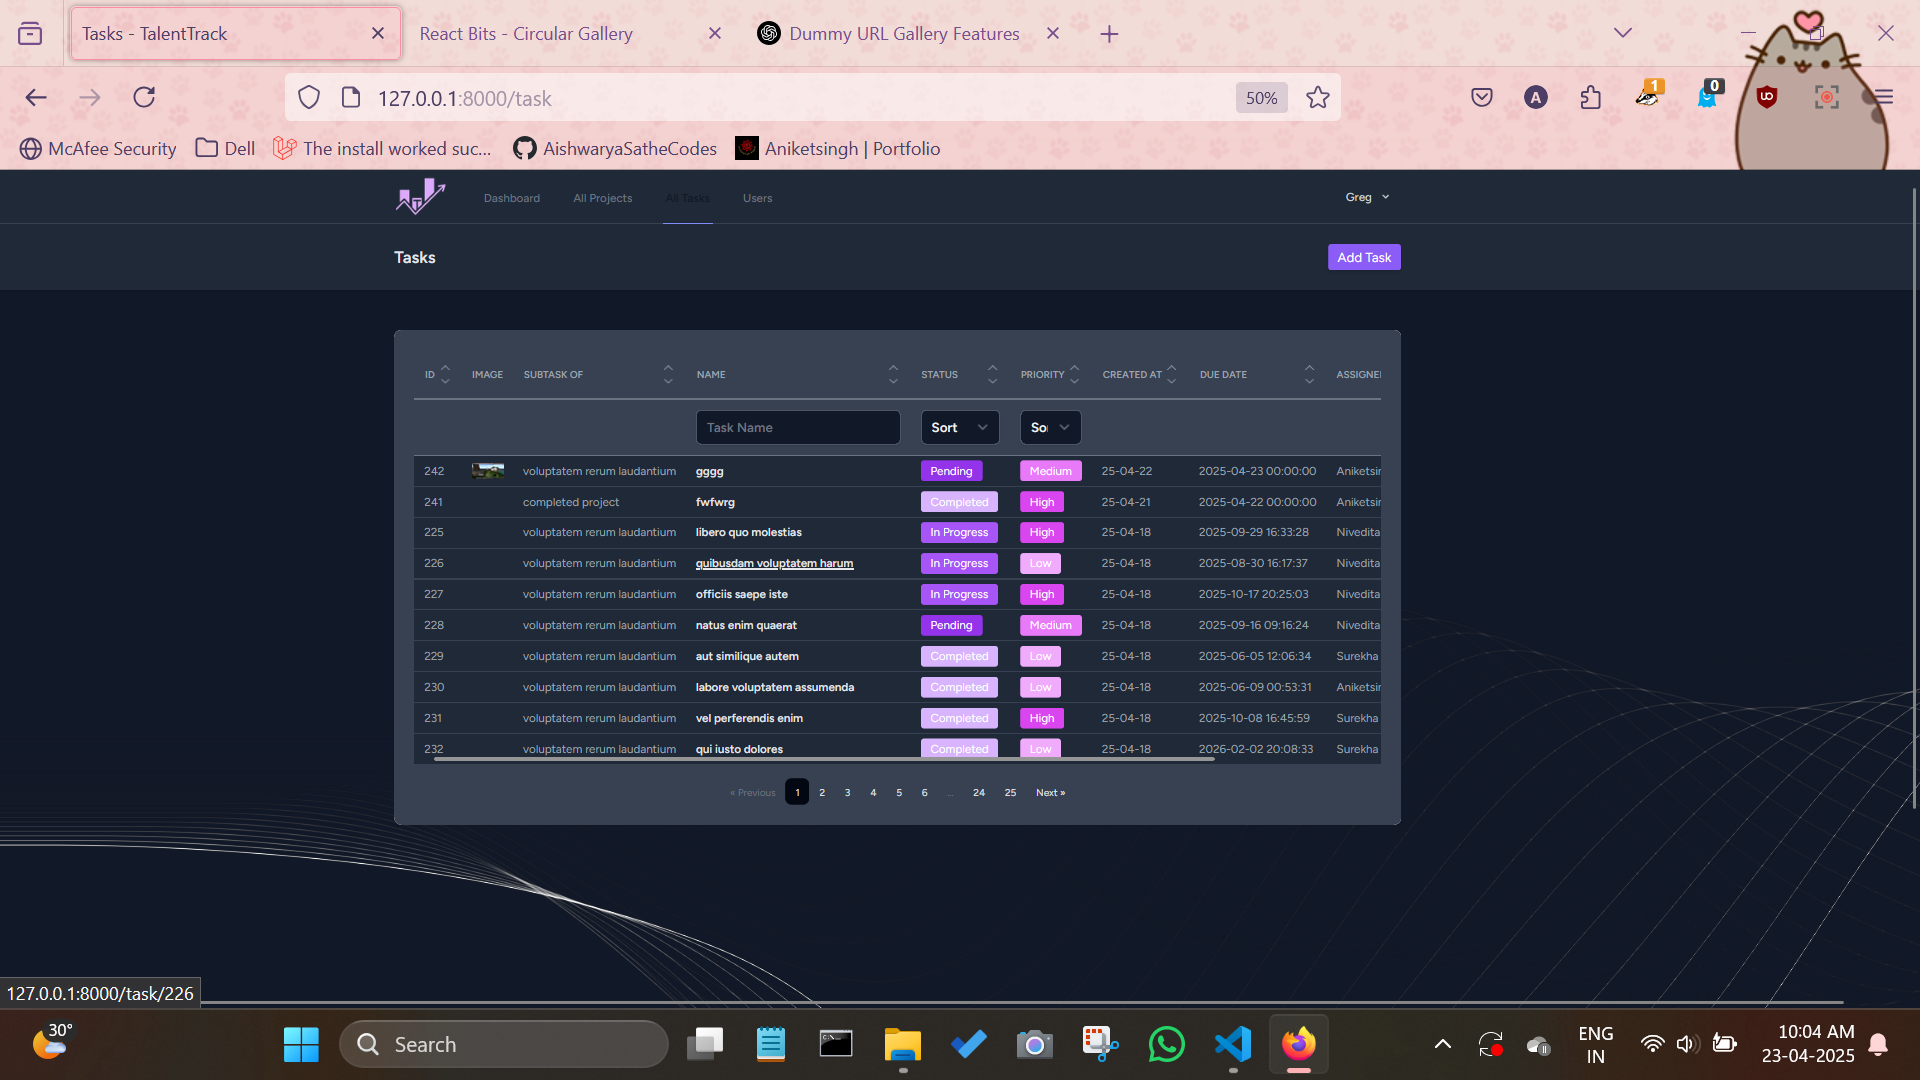 Tasks - TalentTrack
React Bits - Circular Gallery
Dummy URL Gallery Features
127.0.0.1:8000/task
50%
A
1
0
McAfee Security
Dell
The install worked suc...
AishwaryaSatheCodes
Aniketsingh | Portfolio
Dashboard
All Projects
All Tasks
Users
Greg
Tasks
Add Task
ID IMAGE SUBTASK OF NAME STATUS PRIORITY CREATED AT DUE DATE ASSIGNE
Task Name Sort So
242 voluptatem rerum laudantium gggg Pending Medium 25-04-22 2025-04-23 00:00:00 Aniketsi
241 completed project fwfwrg Completed High 25-04-21 2025-04-22 00:00:00 Aniketsi
225 voluptatem rerum laudantium libero quo molestias In Progress High 25-04-18 2025-09-29 16:33:28 Nivedita
226 voluptatem rerum laudantium quibusdam voluptatem harum In Progress Low 25-04-18 2025-08-30 16:17:37 Nivedita
227 voluptatem rerum laudantium officiis saepe iste In Progress High 25-04-18 2025-10-17 20:25:03 Nivedita
228 voluptatem rerum laudantium natus enim quaerat Pending Medium 25-04-18 2025-09-16 09:16:24 Nivedita
229 voluptatem rerum laudantium aut similique autem Completed Low 25-04-18 2025-06-05 12:06:34 Surekha
230 voluptatem rerum laudantium labore voluptatem assumenda Completed Low 25-04-18 2025-06-09 00:53:31 Aniketsi
231 voluptatem rerum laudantium vel perferendis enim Completed High 25-04-18 2025-10-08 16:45:59 Surekha
232 voluptatem rerum laudantium qui iusto dolores Completed Low 25-04-18 2026-02-02 20:08:33 Surekha
« Previous 1 2 3 4 5 6 ... 24 25 Next »
127.0.0.1:8000/task/226
30°
Search
ENG
IN
10:04 AM
23-04-2025